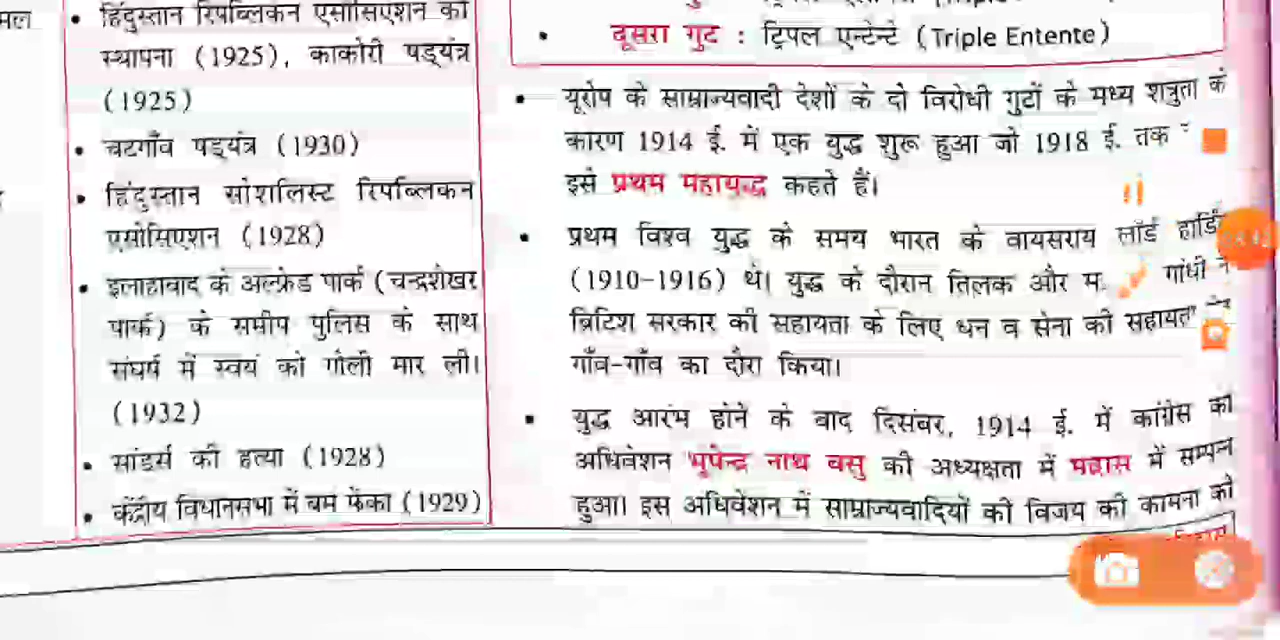 मल
• हिंदुस्तान रिपब्लिकन एसोसिएशन की
स्थापना (1925), काकोरी षड्यंत्र
(1925)
• चटगाँव षड्यंत्र (1930)
• हिंदुस्तान सोशलिस्ट रिपब्लिकन
एसोसिएशन (1928)
• इलाहाबाद के अल्फ्रेड पार्क (चन्द्रशेखर
पार्क) के समीप पुलिस के साथ
संघर्ष में स्वयं को गोली मार ली।
(1932)
• सांडर्स की हत्या (1928)
• केंद्रीय विधानसभा में बम फेंका (1929)
• दूसरा गुट : ट्रिपल एन्टेन्टे (Triple Entente)
• यूरोप के साम्राज्यवादी देशों के दो विरोधी गुटों के मध्य शत्रुता के
कारण 1914 ई. में एक युद्ध शुरू हुआ जो 1918 ई. तक
इसे प्रथम महायुद्ध कहते हैं।
• प्रथम विश्व युद्ध के समय भारत के वायसराय लॉर्ड
(1910-1916) थे। युद्ध के दौरान तिलक और गांधी ने
ब्रिटिश सरकार की सहायता के लिए धन व सेना की
गाँव-गाँव का दौरा किया।
• युद्ध आरंभ होने के बाद दिसंबर, 1914 ई. में कांग्रेस का
अधिवेशन भूपेन्द्र नाथ बसु की अध्यक्षता में मद्रास में सम्पन्न
हुआ। इस अधिवेशन में साम्राज्यवादियों की विजय की कामना की